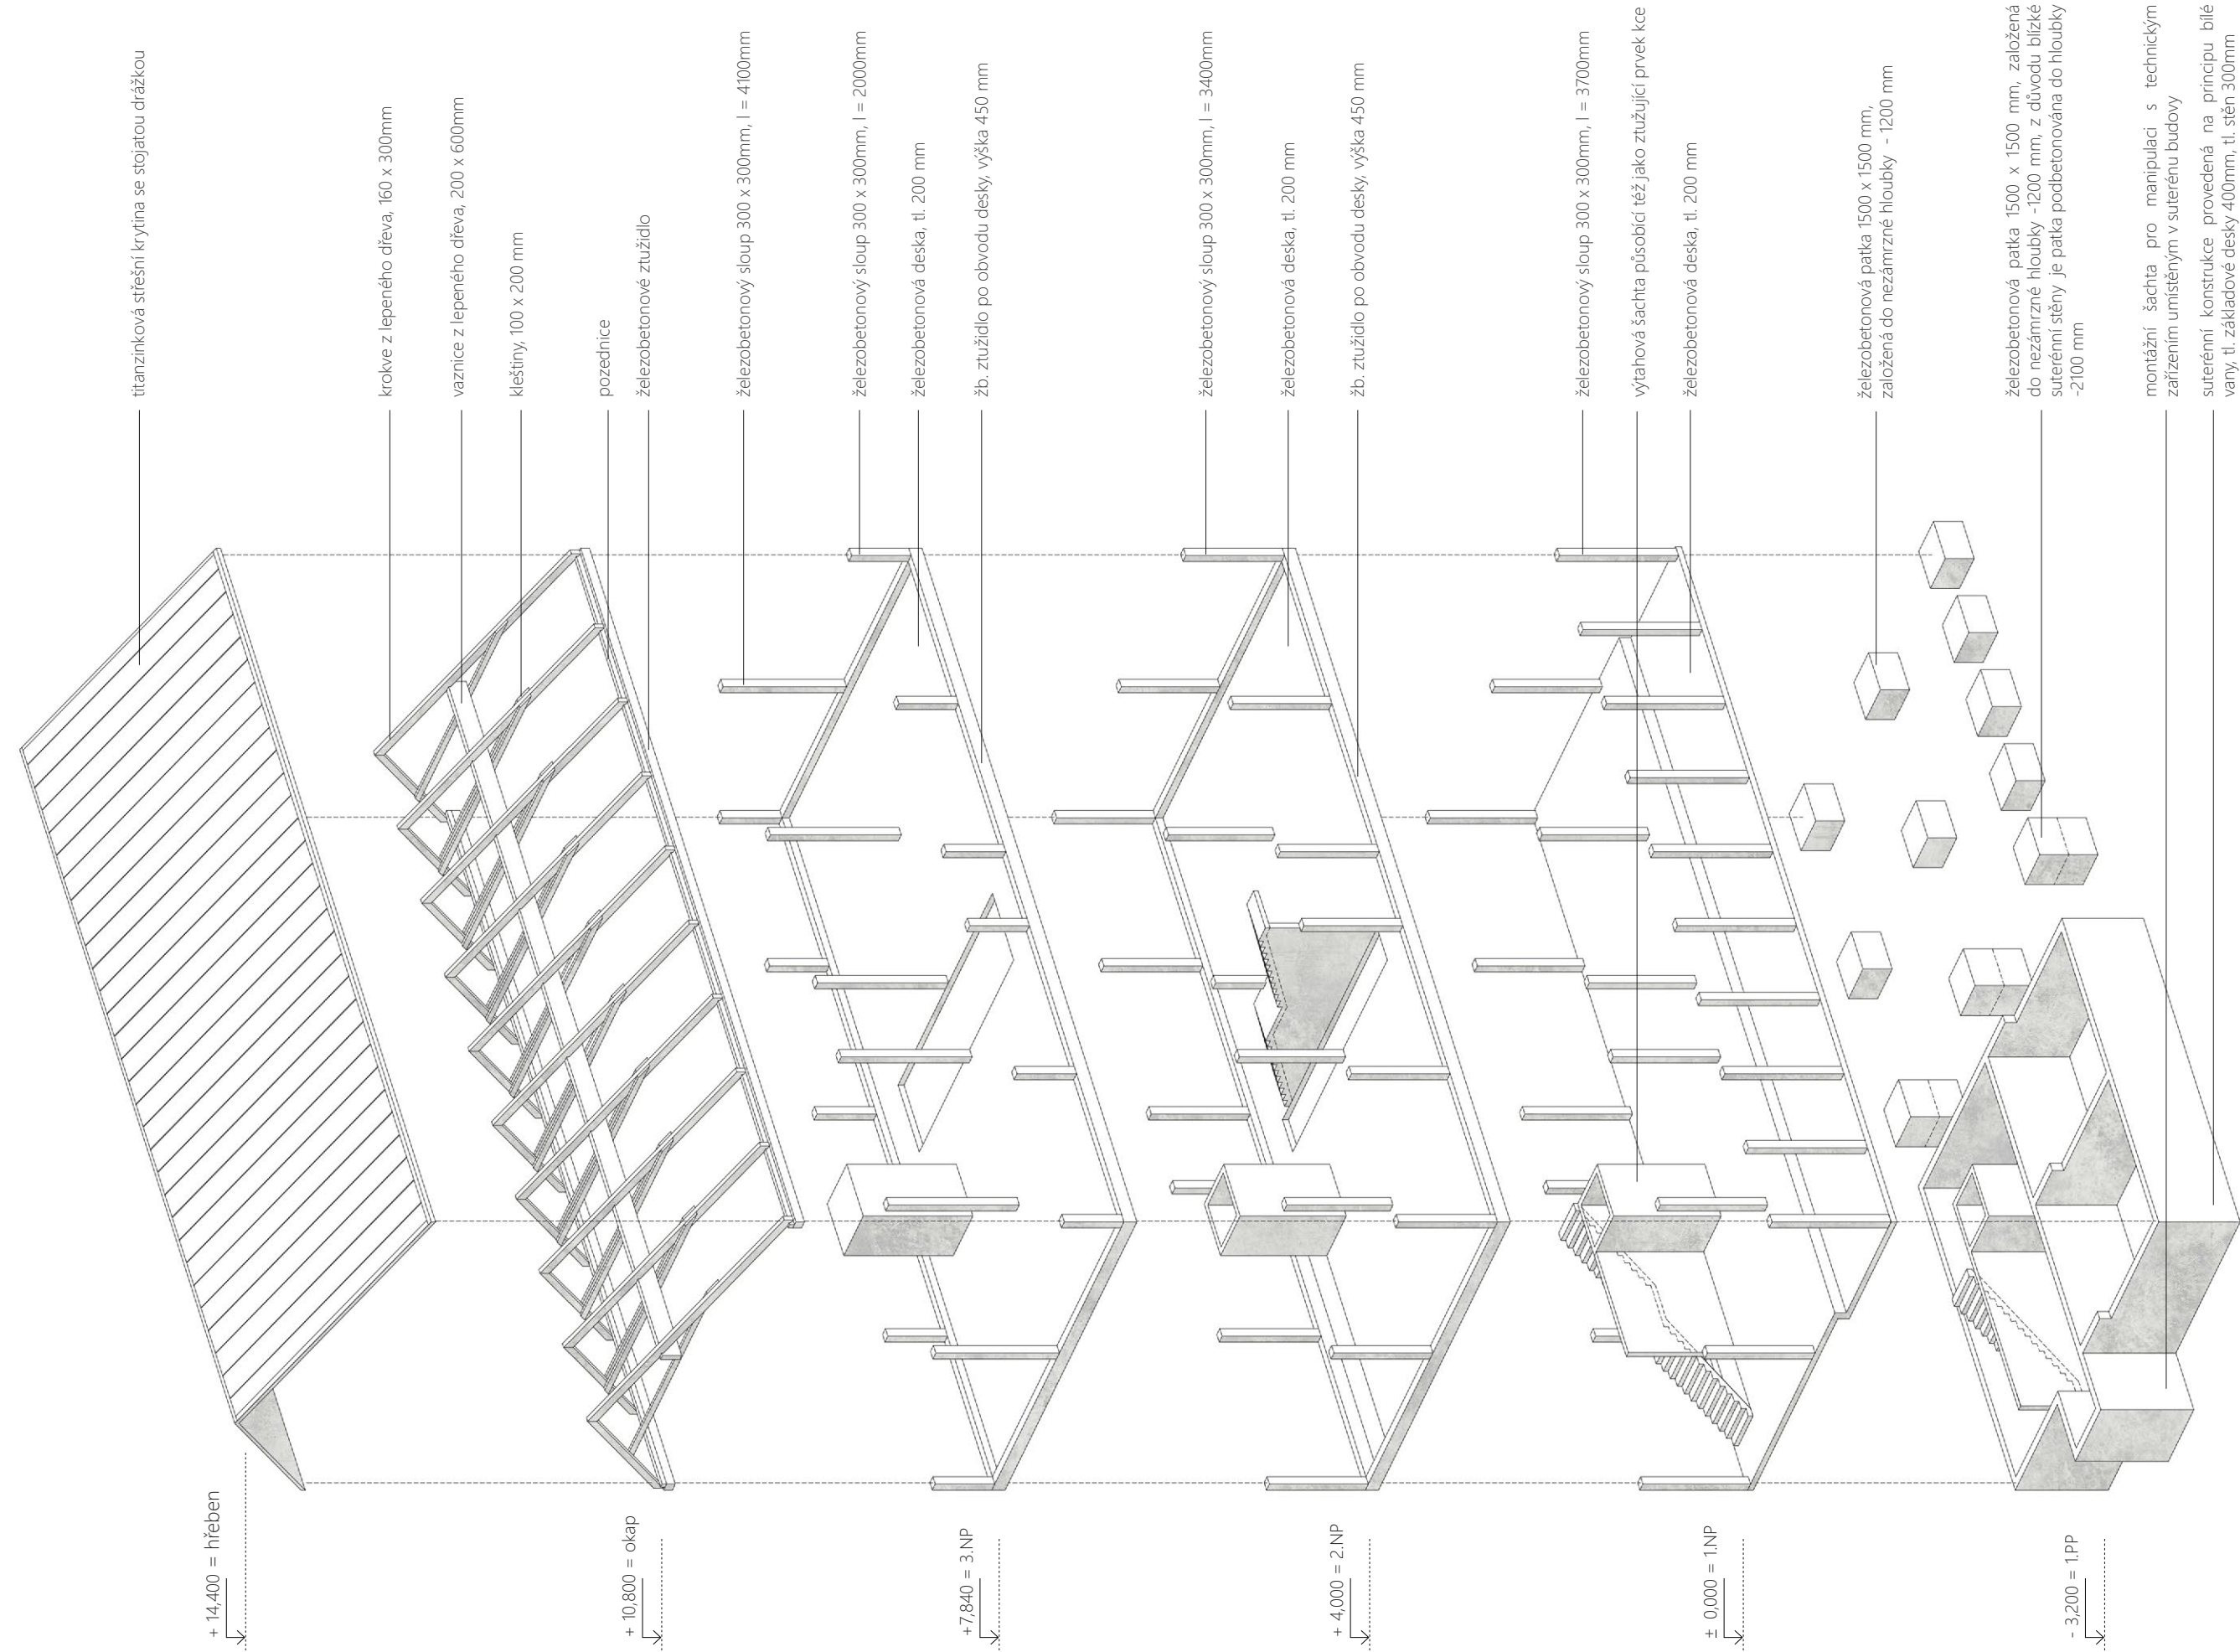 titanzinková střešní krytina se stojatou drážkou
krokve z lepeného dřeva, 160 x 300mm
vaznice z lepeného dřeva, 200 x 600mm
kleštiny, 100 x 200 mm
pozednice
železobetonové ztužidlo
železobetonový sloup 300 x 300mm, l = 4100mm
železobetonový sloup 300 x 300mm, l = 2000mm
železobetonová deska, tl. 200 mm
žb. ztužidlo po obvodu desky, výška 450 mm
železobetonový sloup 300 x 300mm, l = 3400mm
železobetonová deska, tl. 200 mm
žb. ztužidlo po obvodu desky, výška 450 mm
železobetonový sloup 300 x 300mm, l = 3700mm
výtahová šachta působící též jako ztužující prvek kce
železobetonová deska, tl. 200 mm
železobetonová patka 1500 x 1500 mm,
založená do nezámrzné hloubky - 1200 mm
železobetonová patka 1500 x 1500 mm, založená
do nezámrzné hloubky -1200 mm, z důvodu blízké
suterénní stěny je patka podbetonována do hloubky
-2100 mm
montážní šachta pro manipulaci s technickým
zařízením umístěným v suterénu budovy
suterénní konstrukce provedená na principu bílé
vany, tl. základové desky 400mm, tl. stěn 300mm
+ 14,400 = hřeben
+ 10,800 = okap
+7,840 = 3.NP
+ 4,000 = 2.NP
± 0,000 = 1.NP
- 3,200 = 1.PP